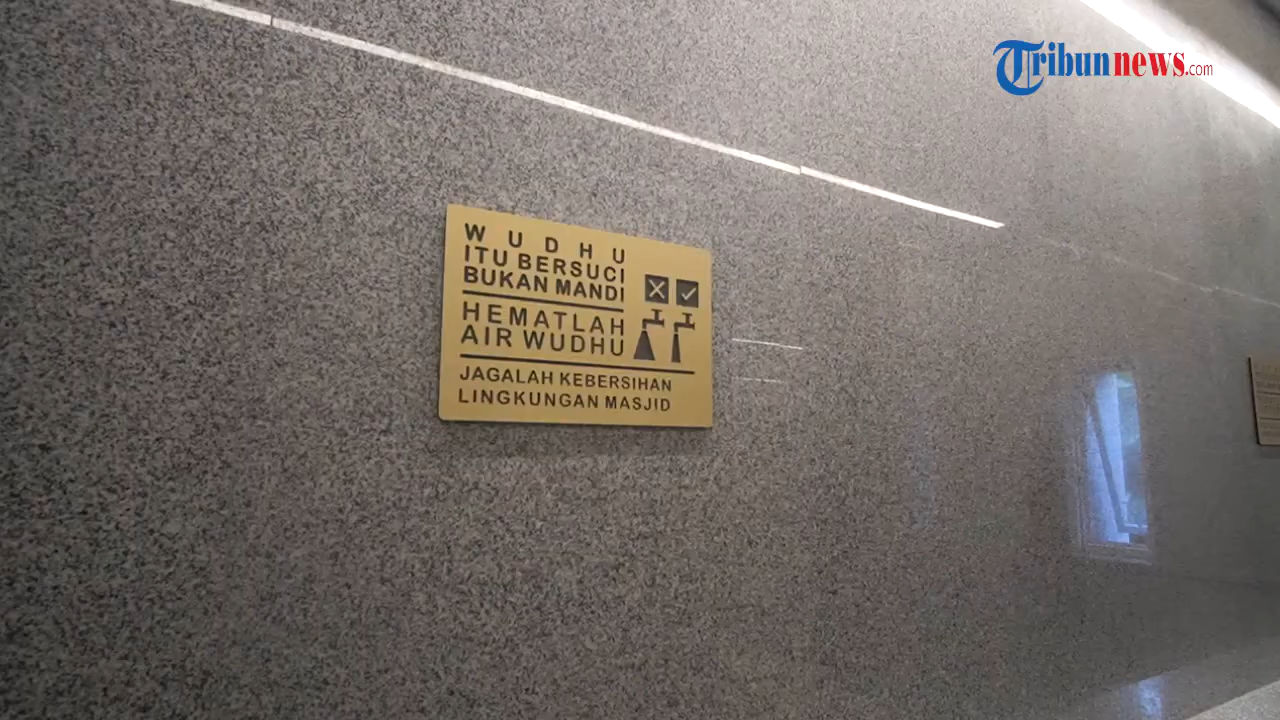 Tribunnews.com
WUDHU
ITU BERSUCI
BUKAN MANDI
HEMATLAH
AIR WUDHU
JAGALAH KEBERSIHAN
LINGKUNGAN MASJID